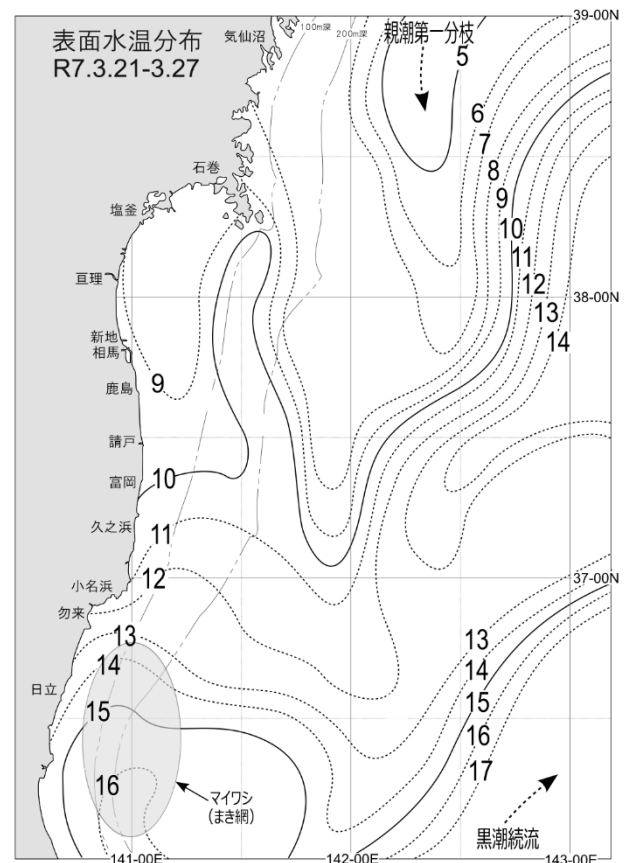 表面水温分布
R7.3.21-3.27
気仙沼
100m深
200m深
親潮第一分枝
39-00N
5
6
7
8
9
10
11
12
13
14
石巻
塩釜
亘理
38-00N
新地
相馬
鹿島
9
請戸
富岡
10
久之浜
11
小名浜
12
37-00N
勿来
13
14
日立
15
16
13
14
15
16
17
マイワシ
(まき網)
黒潮続流
141-00E
142-00E
143-00E
36-00N